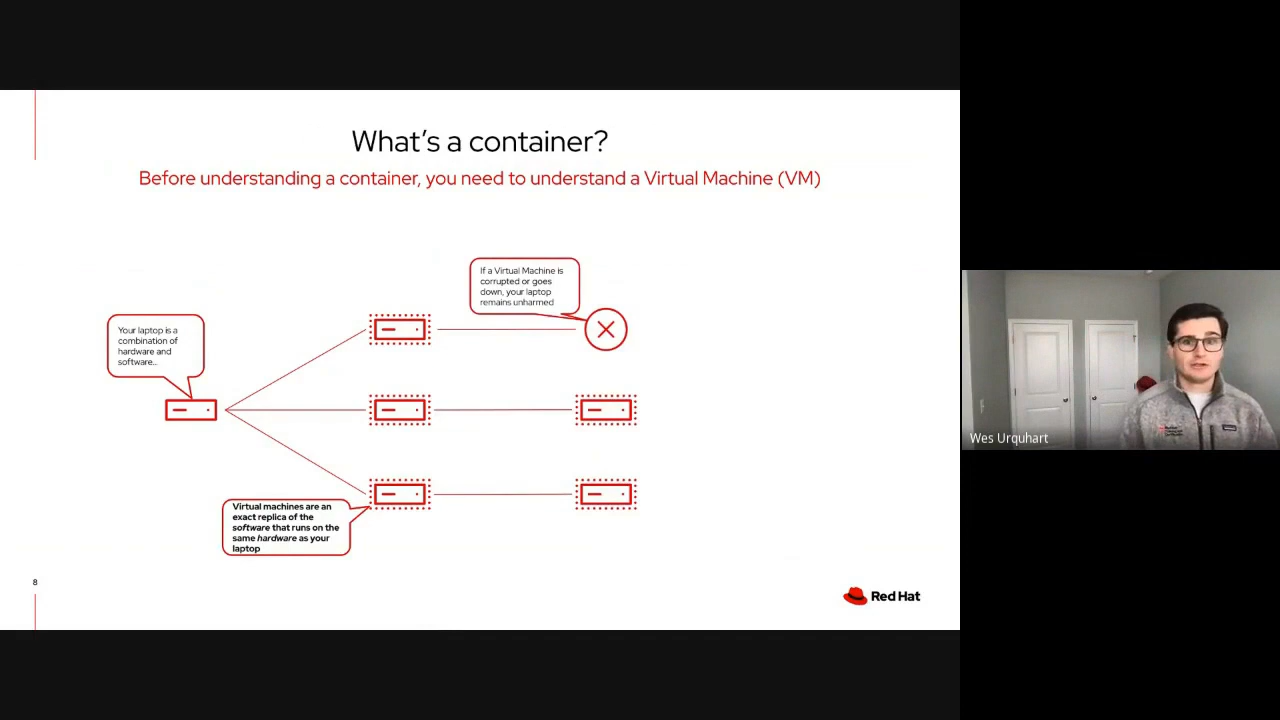 What's a container?
Before understanding a container, you need to understand a Virtual Machine (VM)
If a Virtual Machine is
corrupted or goes
down, your laptop
remains unharmed
Your laptop is a
combination of
hardware and
software...
Virtual machines are an
exact replica of the
software that runs on the
same hardware as your
laptop
8
Red Hat
Wes Urquhart